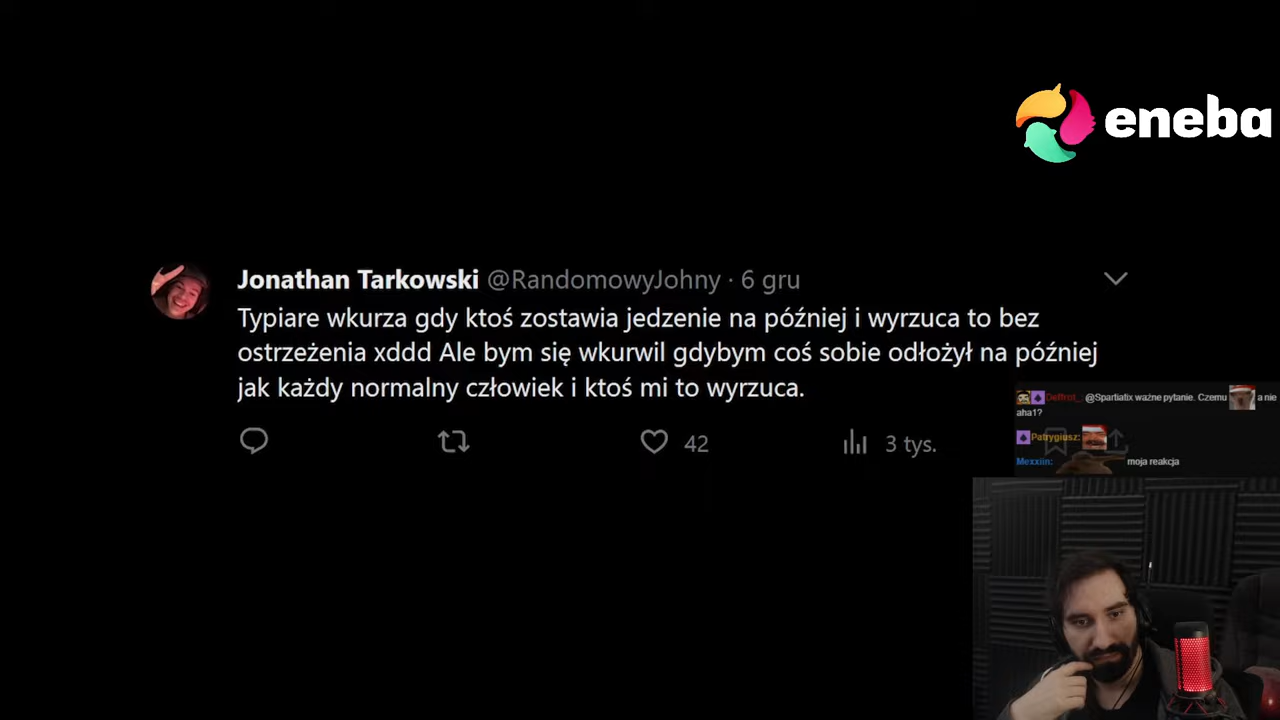 eneba
Jonathan Tarkowski @RandomowyJohny · 6 gru
Typiare wkurza gdy ktoś zostawia jedzenie na później i wyrzuca to bez
ostrzeżenia xddd Ale bym się wkurwil gdybym coś sobie odłożył na później
jak każdy normalny człowiek i ktoś mi to wyrzuca.
42 3 tys.
Deffrot_: @Spartiatix ważne pytanie. Czemu a nie
aha1?
Patrygiusz:
Mexxiin: moja reakcja